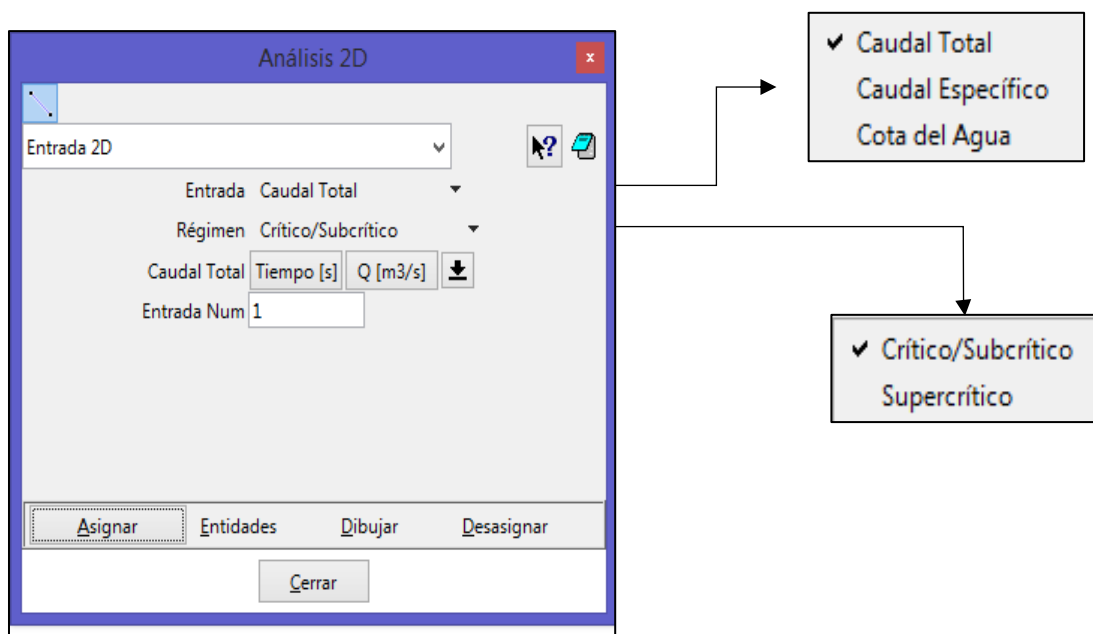 Análisis 2D
x
Entrada 2D
?
Entrada Caudal Total
Régimen Crítico/Subcrítico
Caudal Total Tiempo [s] Q [m3/s]
Entrada Num 1
Asignar Entidades Dibujar Desasignar
Cerrar
Caudal Total
Caudal Específico
Cota del Agua
Crítico/Subcrítico
Supercrítico